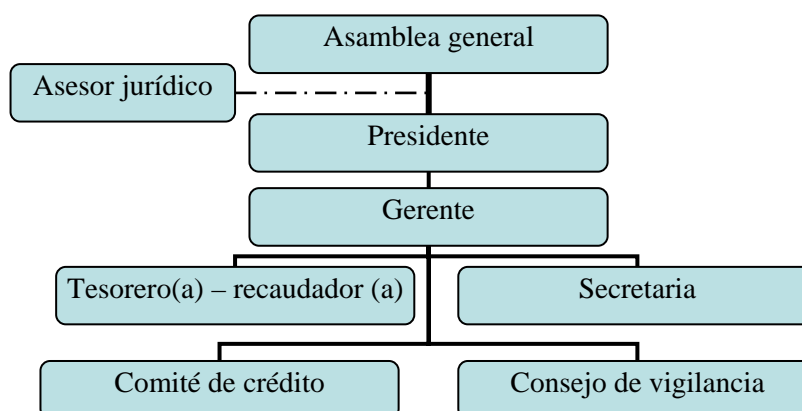 Asamblea general
Asesor jurídico
Presidente
Gerente
Tesorero(a) – recaudador (a)
Secretaria
Comité de crédito
Consejo de vigilancia